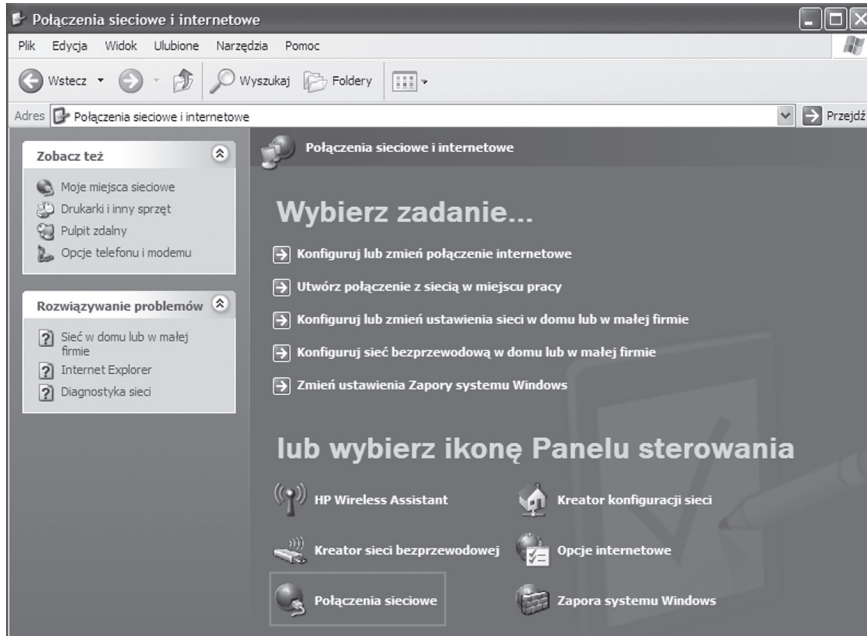 Połączenia sieciowe i internetowe
Plik Edycja Widok Ulubione Narzędzia Pomoc
Wstecz Wyszukaj Foldery
Adres Połączenia sieciowe i internetowe Przejdź
Zobacz też
Moje miejsca sieciowe
Drukarki i inny sprzęt
Pulpit zdalny
Opcje telefonu i modemu
Rozwiązywanie problemów
Sieć w domu lub w małej
firmie
Internet Explorer
Diagnostyka sieci
Połączenia sieciowe i internetowe
Wybierz zadanie...
Konfiguruj lub zmień połączenie internetowe
Utwórz połączenie z siecią w miejscu pracy
Konfiguruj lub zmień ustawienia sieci w domu lub w małej firmie
Konfiguruj sieć bezprzewodową w domu lub w małej firmie
Zmień ustawienia Zapory systemu Windows
lub wybierz ikonę Panelu sterowania
HP Wireless Assistant
Kreator konfiguracji sieci
Kreator sieci bezprzewodowej
Opcje internetowe
Połączenia sieciowe
Zapora systemu Windows